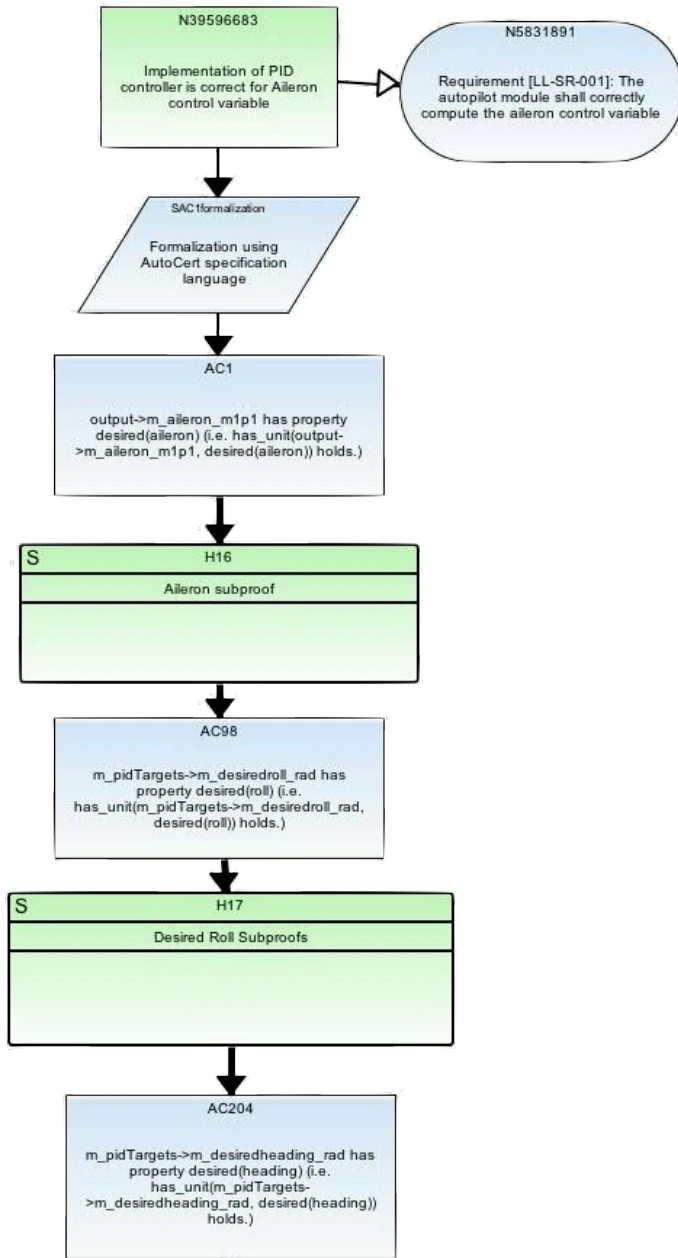 N39596683
Implementation of PID
controller is correct for Aileron
control variable
N5831891
Requirement [LL-SR-001]: The
autopilot module shall correctly
compute the aileron control variable
SAC1formalization
Formalization using
AutoCert specification
language
AC1
output->m_aileron_m1p1 has property
desired(aileron) (i.e. has_unit(output-
>m_aileron_m1p1, desired(aileron)) holds.)
S
H16
Aileron subproof
AC98
m_pidTargets->m_desiredroll_rad has
property desired(roll) (i.e.
has_unit(m_pidTargets->m_desiredroll_rad,
desired(roll)) holds.)
S
H17
Desired Roll Subproofs
AC204
m_pidTargets->m_desiredheading_rad has
property desired(heading) (i.e.
has_unit(m_pidTargets-
>m_desiredheading_rad, desired(heading))
holds.)